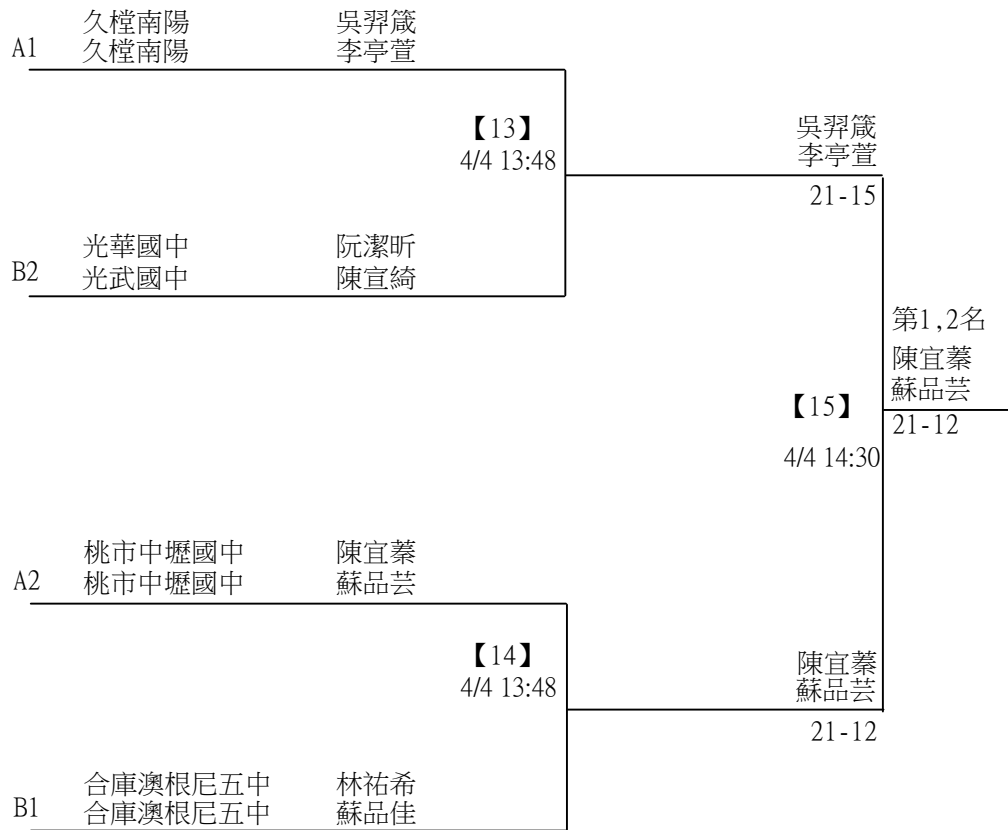 久樘南陽 吳羿箴
A1 久樘南陽 李亭萱
【13】
4/4 13:48
吳羿箴
李亭萱
21-15
光華國中 阮潔昕
B2 光武國中 陳宣綺
第1,2名
陳宜蓁
蘇品芸
21-12
【15】
4/4 14:30
桃市中壢國中 陳宜蓁
A2 桃市中壢國中 蘇品芸
【14】
4/4 13:48
陳宜蓁
蘇品芸
21-12
合庫澳根尼五中 林祐希
B1 合庫澳根尼五中 蘇品佳